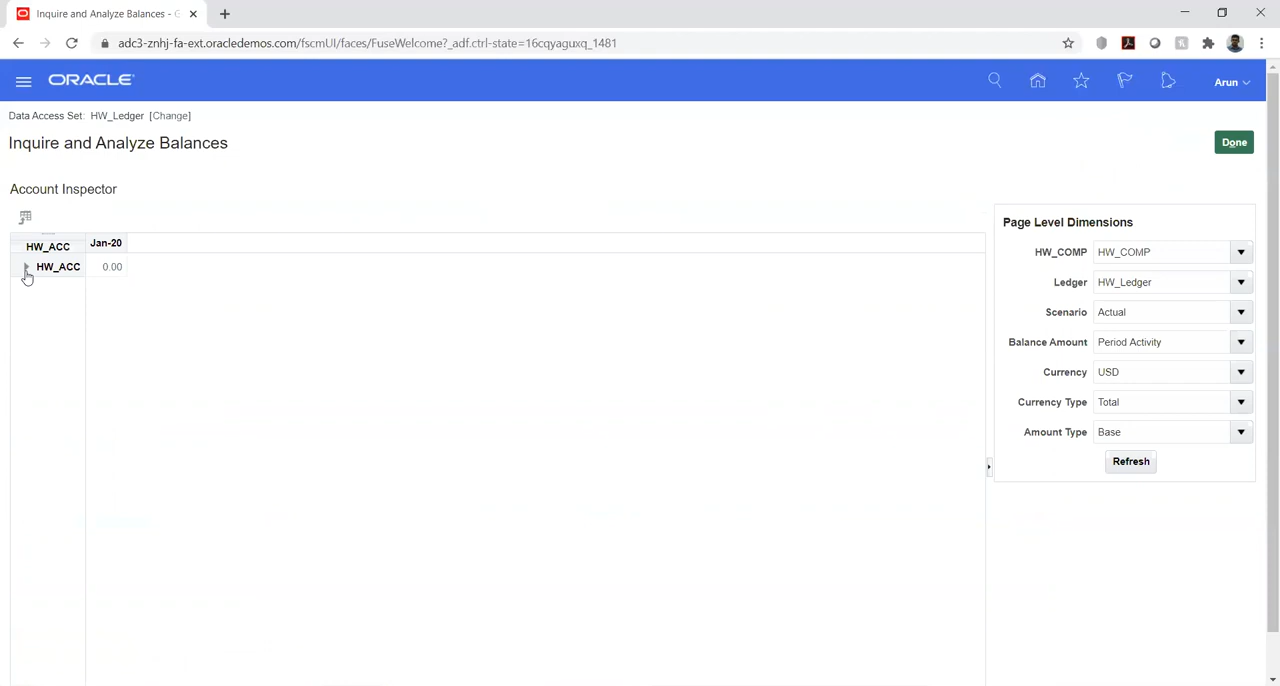 Inquire and Analyze Balances - G
adc3-znhj-fa-ext.oracledemos.com/fscmUI/faces/FuseWelcome?_adf.ctrl-state=16cqyaguxq_1481
ORACLE
Arun
Data Access Set: HW_Ledger [Change]
Inquire and Analyze Balances
Done
Account Inspector
HW_ACC Jan-20
HW_ACC 0.00
Page Level Dimensions
HW_COMP HW_COMP
Ledger HW_Ledger
Scenario Actual
Balance Amount Period Activity
Currency USD
Currency Type Total
Amount Type Base
Refresh